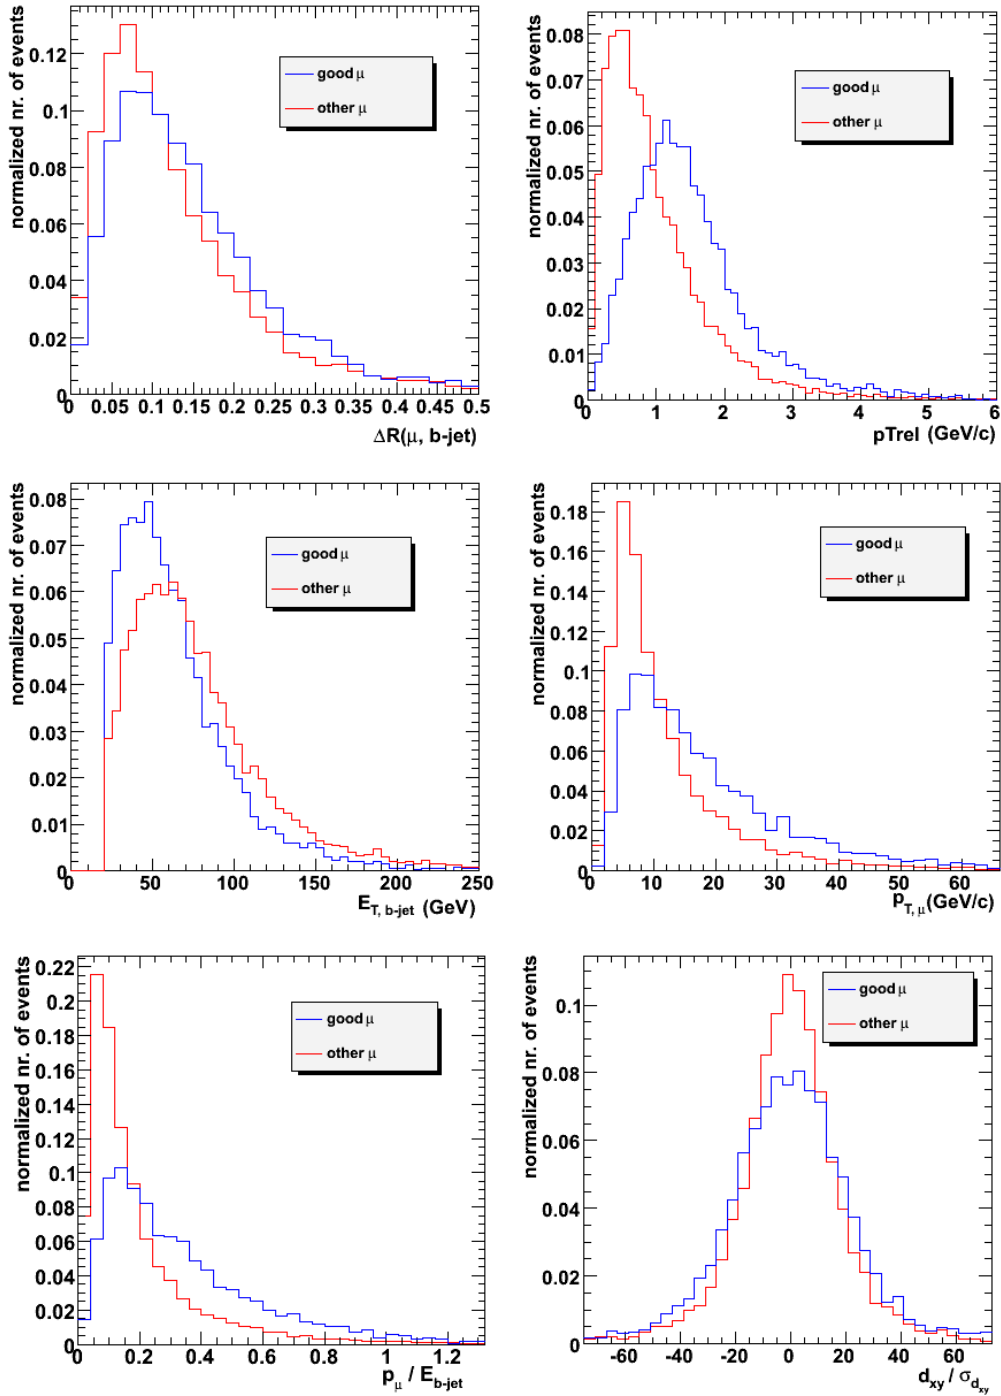 normalized nr. of events
0.12
0.1
0.08
0.06
0.04
0.02
0
good μ
other μ
0 0.05 0.1 0.15 0.2 0.25 0.3 0.35 0.4 0.45 0.5
ΔR(μ, b-jet)
normalized nr. of events
0.08
0.07
0.06
0.05
0.04
0.03
0.02
0.01
0
good μ
other μ
0 1 2 3 4 5 6
pTrel (GeV/c)
normalized nr. of events
0.08
0.07
0.06
0.05
0.04
0.03
0.02
0.01
0
good μ
other μ
50 100 150 200 250
E_T, b-jet (GeV)
normalized nr. of events
0.18
0.16
0.14
0.12
0.1
0.08
0.06
0.04
0.02
0
good μ
other μ
0 10 20 30 40 50 60
p_T, μ (GeV/c)
normalized nr. of events
0.22
0.2
0.18
0.16
0.14
0.12
0.1
0.08
0.06
0.04
0.02
0
good μ
other μ
0 0.2 0.4 0.6 0.8 1 1.2
p_μ / E_b-jet
normalized nr. of events
0.1
0.08
0.06
0.04
0.02
0
good μ
other μ
-60 -40 -20 0 20 40 60
d_xy / σ_d_xy